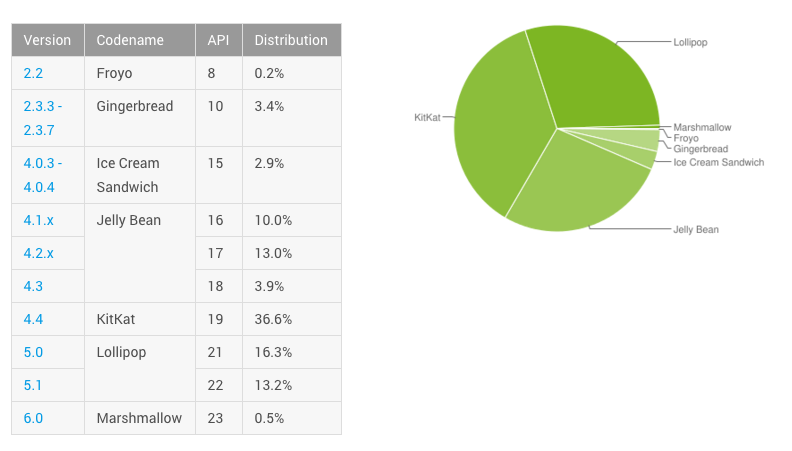 Version Codename API Distribution
2.2 Froyo 8 0.2%
2.3.3 - Gingerbread 10 3.4%
2.3.7
4.0.3 - Ice Cream 15 2.9%
4.0.4 Sandwich
4.1.x Jelly Bean 16 10.0%
4.2.x 17 13.0%
4.3 18 3.9%
4.4 KitKat 19 36.6%
5.0 Lollipop 21 16.3%
5.1 22 13.2%
6.0 Marshmallow 23 0.5%
Lollipop
KitKat
Marshmallow
Froyo
Gingerbread
Ice Cream Sandwich
Jelly Bean